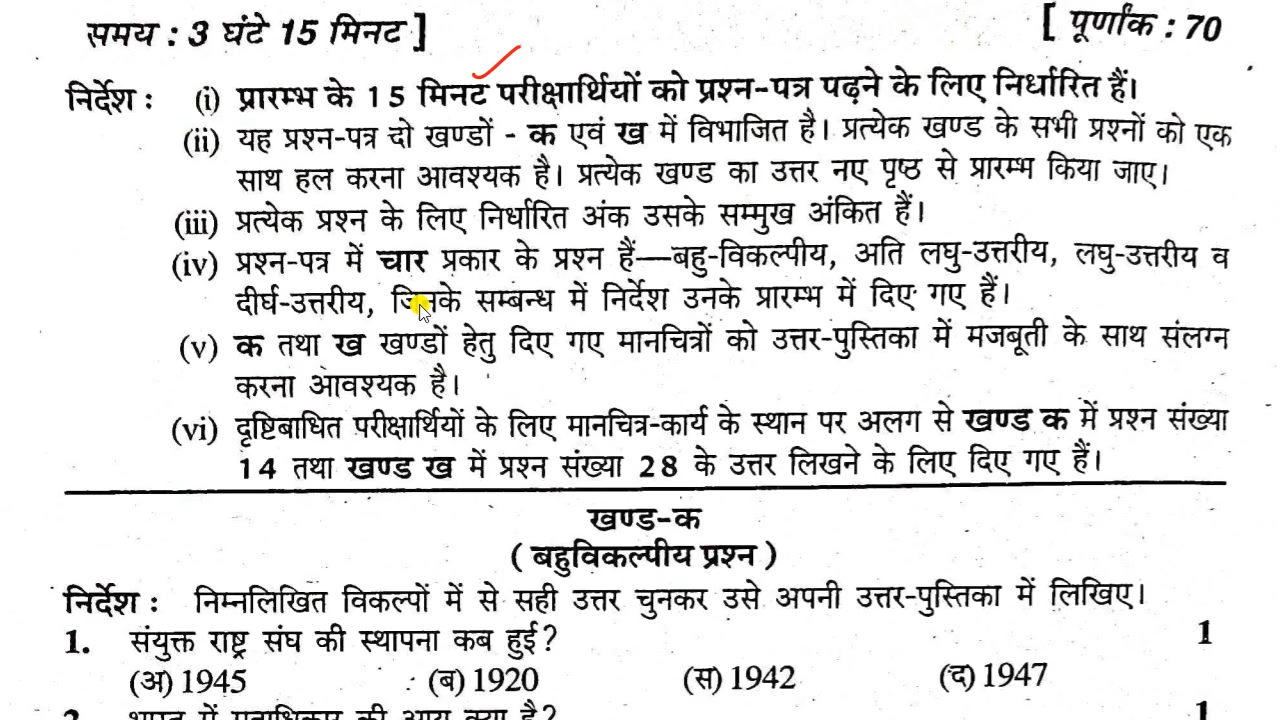 समय : 3 घंटे 15 मिनट ] [ पूर्णांक : 70
निर्देश : (i) प्रारम्भ के 15 मिनट परीक्षार्थियों को प्रश्न-पत्र पढ़ने के लिए निर्धारित हैं।
(ii) यह प्रश्न-पत्र दो खण्डों - क एवं ख में विभाजित है। प्रत्येक खण्ड के सभी प्रश्नों को एक
साथ हल करना आवश्यक है। प्रत्येक खण्ड का उत्तर नए पृष्ठ से प्रारम्भ किया जाए।
(iii) प्रत्येक प्रश्न के लिए निर्धारित अंक उसके सम्मुख अंकित हैं।
(iv) प्रश्न-पत्र में चार प्रकार के प्रश्न हैं—बहु-विकल्पीय, अति लघु-उत्तरीय, लघु-उत्तरीय व
दीर्घ-उत्तरीय, जिनके सम्बन्ध में निर्देश उनके प्रारम्भ में दिए गए हैं।
(v) क तथा ख खण्डों हेतु दिए गए मानचित्रों को उत्तर-पुस्तिका में मजबूती के साथ संलग्न
करना आवश्यक है।
(vi) दृष्टिबाधित परीक्षार्थियों के लिए मानचित्र-कार्य के स्थान पर अलग से खण्ड क में प्रश्न संख्या
14 तथा खण्ड ख में प्रश्न संख्या 28 के उत्तर लिखने के लिए दिए गए हैं।
खण्ड-क
( बहुविकल्पीय प्रश्न )
निर्देश : निम्नलिखित विकल्पों में से सही उत्तर चुनकर उसे अपनी उत्तर-पुस्तिका में लिखिए।
1. संयुक्त राष्ट्र संघ की स्थापना कब हुई? 1
(अ) 1945 (ब) 1920 (स) 1942 (द) 1947
2. भारत में मताधिकार की आयु क्या है? 1